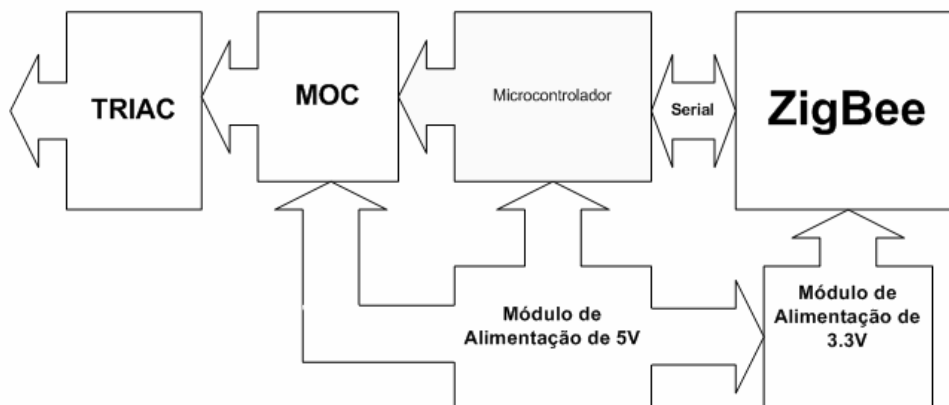 TRIAC
MOC
Microcontrolador
Serial
ZigBee
Módulo de
Alimentação de 5V
Módulo de
Alimentação de
3.3V